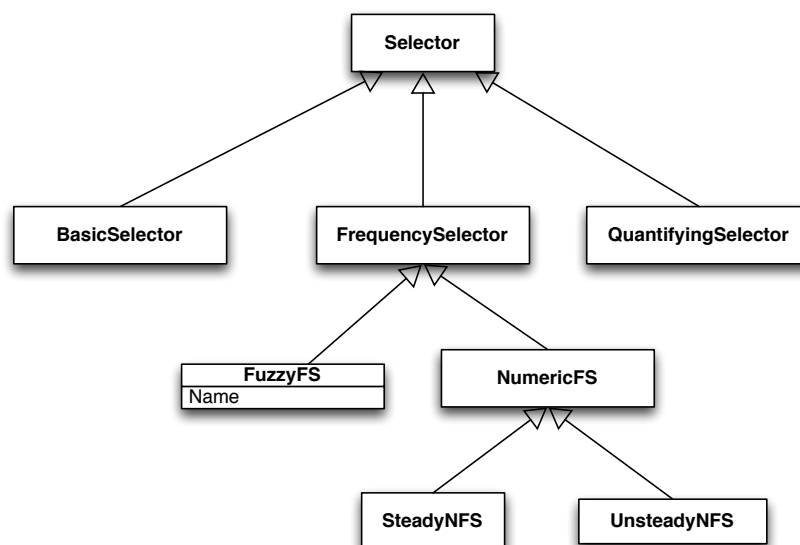 Selector
BasicSelector
FrequencySelector
QuantifyingSelector
FuzzyFS
Name
NumericFS
SteadyNFS
UnsteadyNFS